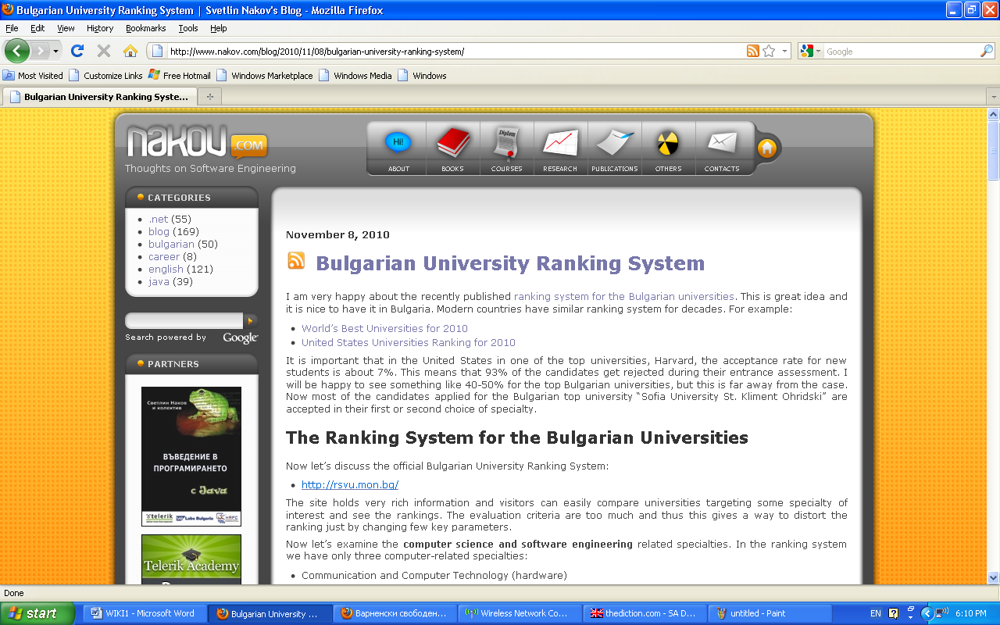 Bulgarian University Ranking System | Svetlin Nakov's Blog - Mozilla Firefox
File Edit View History Bookmarks Tools Help
http://www.nakov.com/blog/2010/11/08/bulgarian-university-ranking-system/
Google
Most Visited Customize Links Free Hotmail Windows Marketplace Windows Media Windows
Bulgarian University Ranking Syste...
NAKOV.COM
Thoughts on Software Engineering
Hi!
Diplom
ABOUT BOOKS COURSES RESEARCH PUBLICATIONS OTHERS CONTACTS
CATEGORIES
.net (55)
blog (169)
bulgarian (50)
career (8)
english (121)
java (39)
Search powered by Google
PARTNERS
Светлин Наков
и колектив
ВЪВЕДЕНИЕ В
ПРОГРАМИРАНЕТО
с Java
telerik SAP Labs Bulgaria НАРС
Telerik Academy
November 8, 2010
Bulgarian University Ranking System
I am very happy about the recently published ranking system for the Bulgarian universities. This is great idea and
it is nice to have it in Bulgaria. Modern countries have similar ranking system for decades. For example:
World's Best Universities for 2010
United States Universities Ranking for 2010
It is important that in the United States in one of the top universities, Harvard, the acceptance rate for new
students is about 7%. This means that 93% of the candidates get rejected during their entrance assessment. I
will be happy to see something like 40-50% for the top Bulgarian universities, but this is far away from the case.
Now most of the candidates applied for the Bulgarian top university “Sofia University St. Kliment Ohridski” are
accepted in their first or second choice of specialty.
The Ranking System for the Bulgarian Universities
Now let's discuss the official Bulgarian University Ranking System:
http://rsvu.mon.bg/
The site holds very rich information and visitors can easily compare universities targeting some specialty of
interest and see the rankings. The evaluation criteria are too much and thus this gives a way to distort the
ranking just by changing few key parameters.
Now let's examine the computer science and software engineering related specialties. In the ranking system
we have only three computer-related specialties:
Communication and Computer Technology (hardware)
Done
start WIKI1 - Microsoft Word Bulgarian University ... Варненски свободен... Wireless Network Co... thediction.com - SA D... untitled - Paint EN 6:10 PM